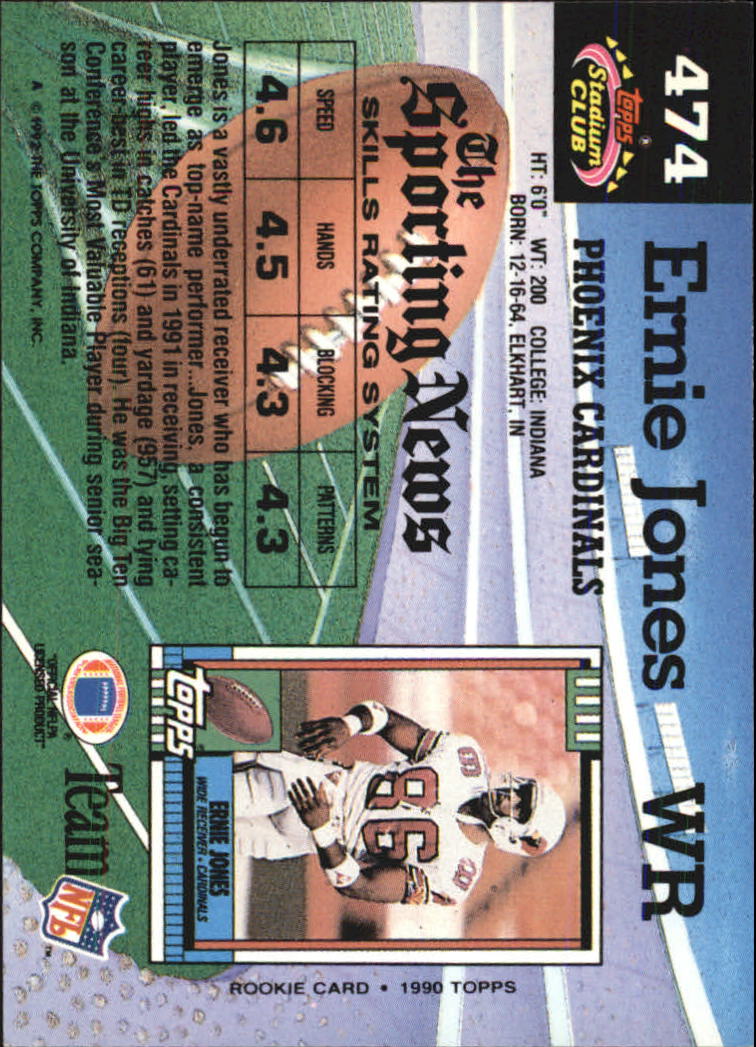 474
Ernie Jones WR
PHOENIX CARDINALS
topps®
Stadium
CLUB
HT: 6'0" WT: 200 COLLEGE: INDIANA
BORN: 12-16-64, ELKHART, IN
The
Sporting News
SKILLS RATING SYSTEM
SPEED HANDS BLOCKING PATTERNS
4.6 4.5 4.3 4.3
Jones is a vastly underrated receiver who has begun to
emerge as top-name performer...Jones, a consistent
player, led the Cardinals in 1991 in receiving, setting ca-
reer highs in catches (61) and yardage (957) and tying
career-best in TD receptions (four). He was the Big Ten
Conference's Most Valuable Player during senior sea-
son at the University of Indiana.
A © 1992 THE TOPPS COMPANY, INC.
86
topps®
ERNIE JONES
WIDE RECEIVER • CARDINALS
ROOKIE CARD • 1990 TOPPS
"OFFICIAL NFLPA
LICENSED PRODUCT"
®
Team
NFL
™